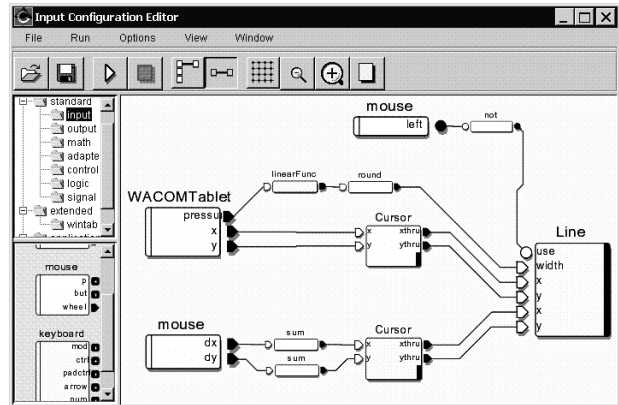 Input Configuration Editor
File Run Options View Window
standard
input
output
math
adapte
control
logic
signal
extended
wintab
mouse
p
but
wheel
keyboard
mod
ctrl
padctr
arrow
num
mouse
left
not
linearFunc
round
WACOMTablet
pressu
x
y
Cursor
x xthru
y ythru
Line
use
width
x
y
x
y
mouse
dx
dy
sum
sum
Cursor
x xthru
y ythru